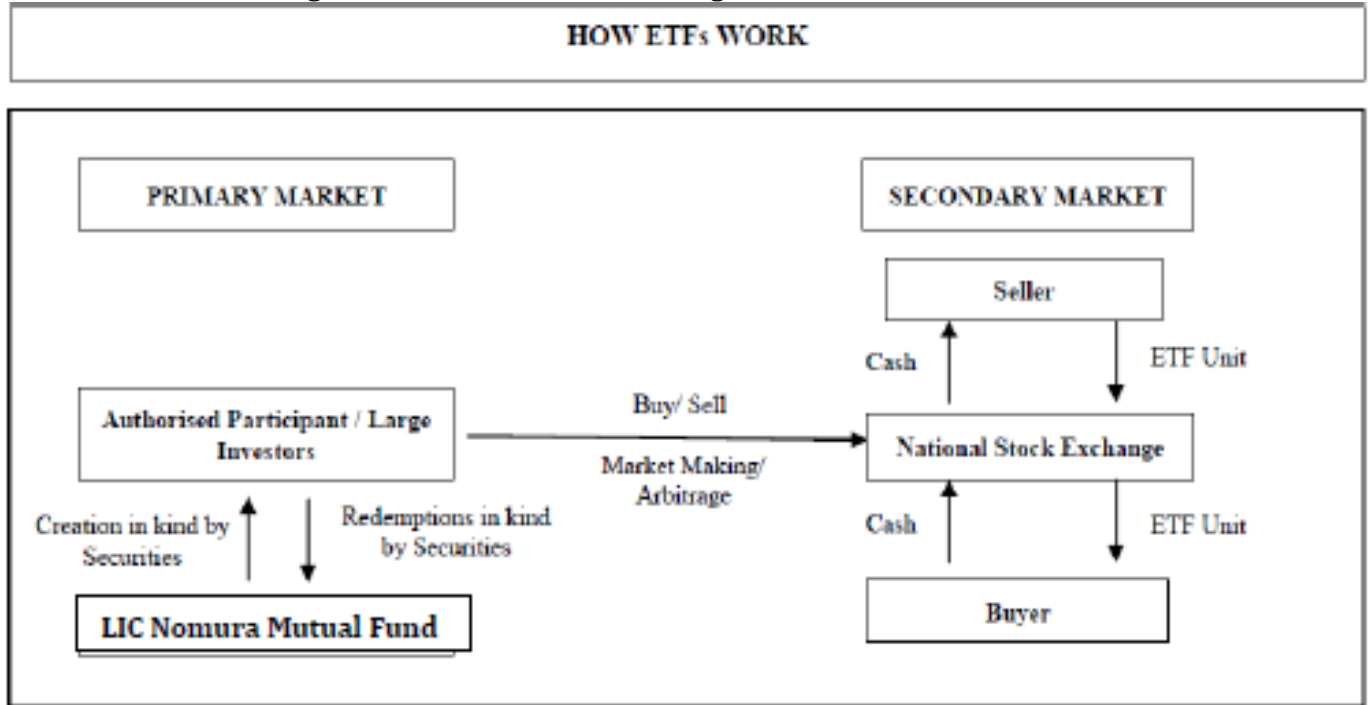 HOW ETFs WORK
PRIMARY MARKET
SECONDARY MARKET
Seller
Cash
ETF Unit
Authorised Participant / Large
Investors
Buy/ Sell
Market Making/
Arbitrage
National Stock Exchange
Creation in kind by
Securities
Redemptions in kind
by Securities
Cash
ETF Unit
LIC Nomura Mutual Fund
Buyer